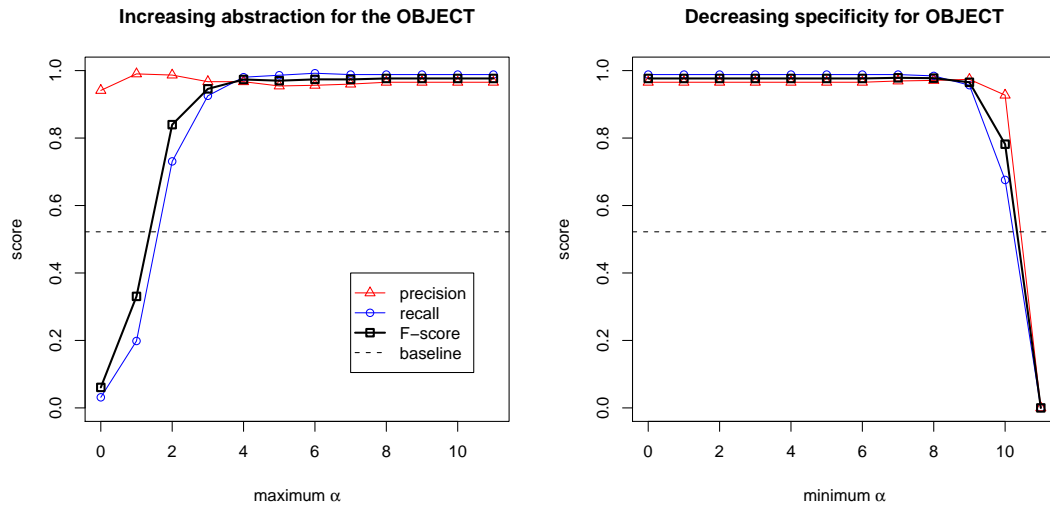 Increasing abstraction for the OBJECT
score
1.0
0.8
0.6
0.4
0.2
0.0
precision
recall
F−score
baseline
0 2 4 6 8 10
maximum α
Decreasing specificity for OBJECT
score
1.0
0.8
0.6
0.4
0.2
0.0
0 2 4 6 8 10
minimum α